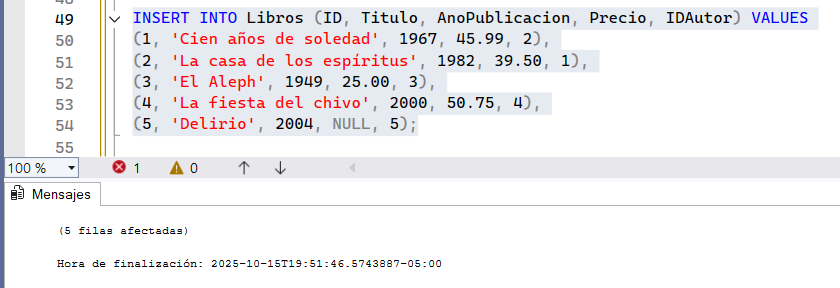 49 INSERT INTO Libros (ID, Titulo, AnoPublicacion, Precio, IDAutor) VALUES
50 (1, 'Cien años de soledad', 1967, 45.99, 2),
51 (2, 'La casa de los espíritus', 1982, 39.50, 1),
52 (3, 'El Aleph', 1949, 25.00, 3),
53 (4, 'La fiesta del chivo', 2000, 50.75, 4),
54 (5, 'Delirio', 2004, NULL, 5);
55
100 % 1 0
Mensajes
(5 filas afectadas)
Hora de finalización: 2025-10-15T19:51:46.5743887-05:00